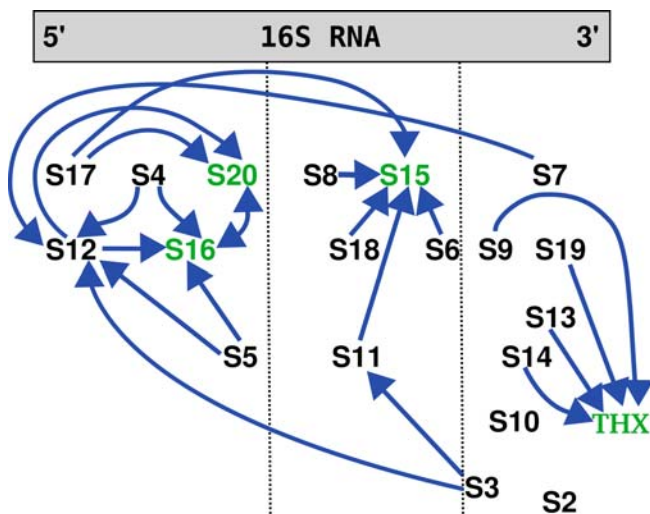 5' 16S RNA 3'
S17 S4 S20 S8 S15 S7
S12 S16 S18 S6 S9 S19
S13
S5 S11 S14
S10 THX
S3
S2